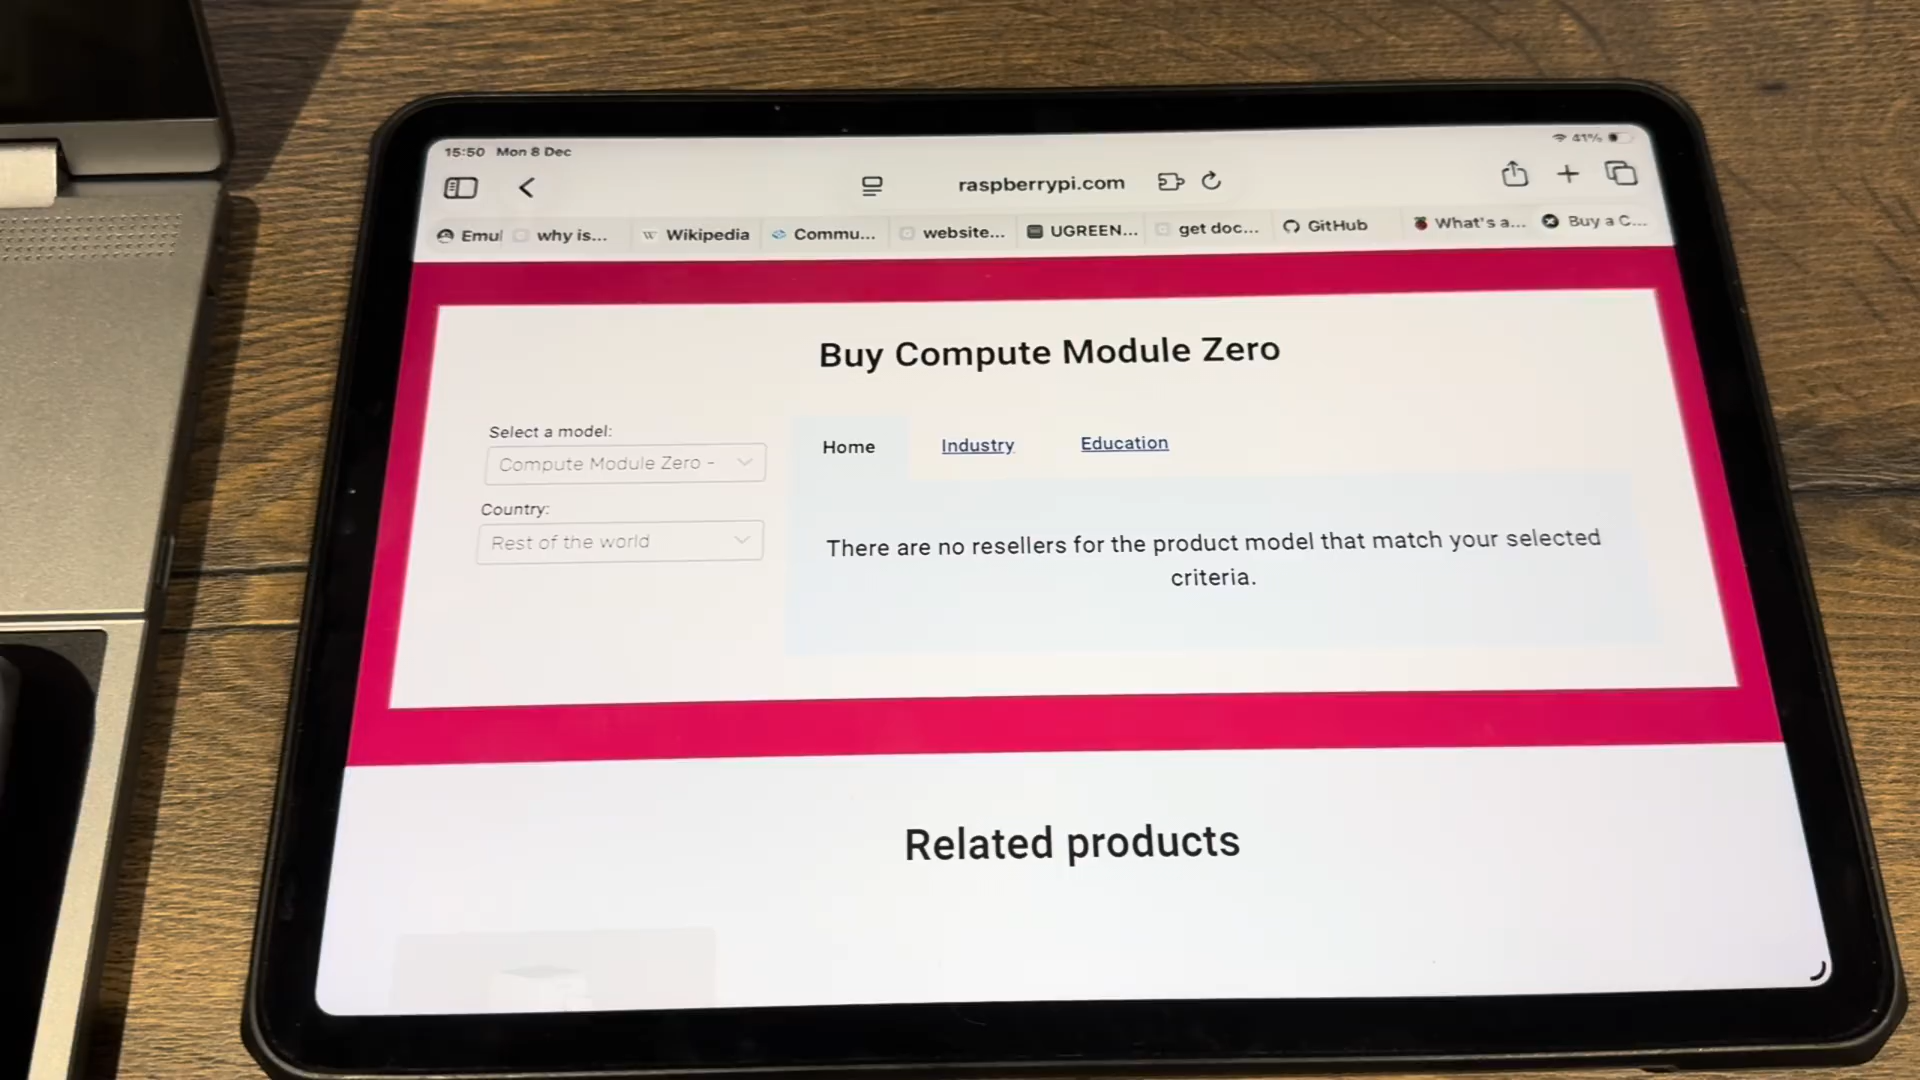 15:50 Mon 8 Dec
41%
raspberrypi.com
Emul
why is...
Wikipedia
Commu...
website...
UGREEN...
get doc...
GitHub
What's a...
Buy a C...
Buy Compute Module Zero
Select a model:
Compute Module Zero -
Country:
Rest of the world
Home
Industry
Education
There are no resellers for the product model that match your selected
criteria.
Related products